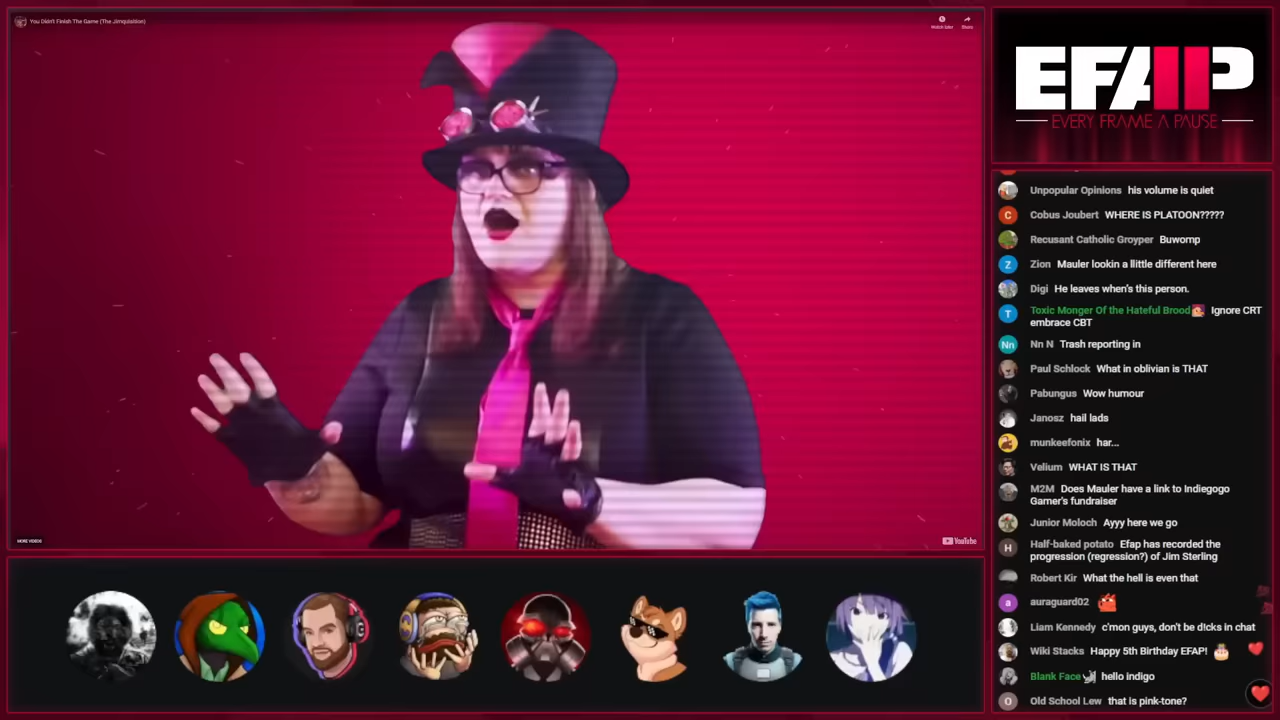 You Didn't Finish The Game (The Jimquisition)
Watch later
Share
MORE VIDEOS
YouTube
EFAP
EVERY FRAME A PAUSE
Unpopular Opinions his volume is quiet
C
Cobus Joubert WHERE IS PLATOON?????
Recusant Catholic Groyper Buwomp
Z
Zion Mauler lookin a llittle different here
Digi He leaves when's this person.
T
Toxic Monger Of the Hateful Brood Ignore CRT
embrace CBT
Nn
Nn N Trash reporting in
Paul Schlock What in oblivian is THAT
Pabungus Wow humour
Janosz hail lads
munkeefonix har...
Velium WHAT IS THAT
M2M Does Mauler have a link to Indiegogo
Gamer's fundraiser
Junior Moloch Ayyy here we go
H
Half-baked potato Efap has recorded the
progression (regression?) of Jim Sterling
Robert Kir What the hell is even that
a
auraguard02
Liam Kennedy c'mon guys, don't be d!cks in chat
Wiki Stacks Happy 5th Birthday EFAP!
Blank Face hello indigo
O
Old School Lew that is pink-tone?